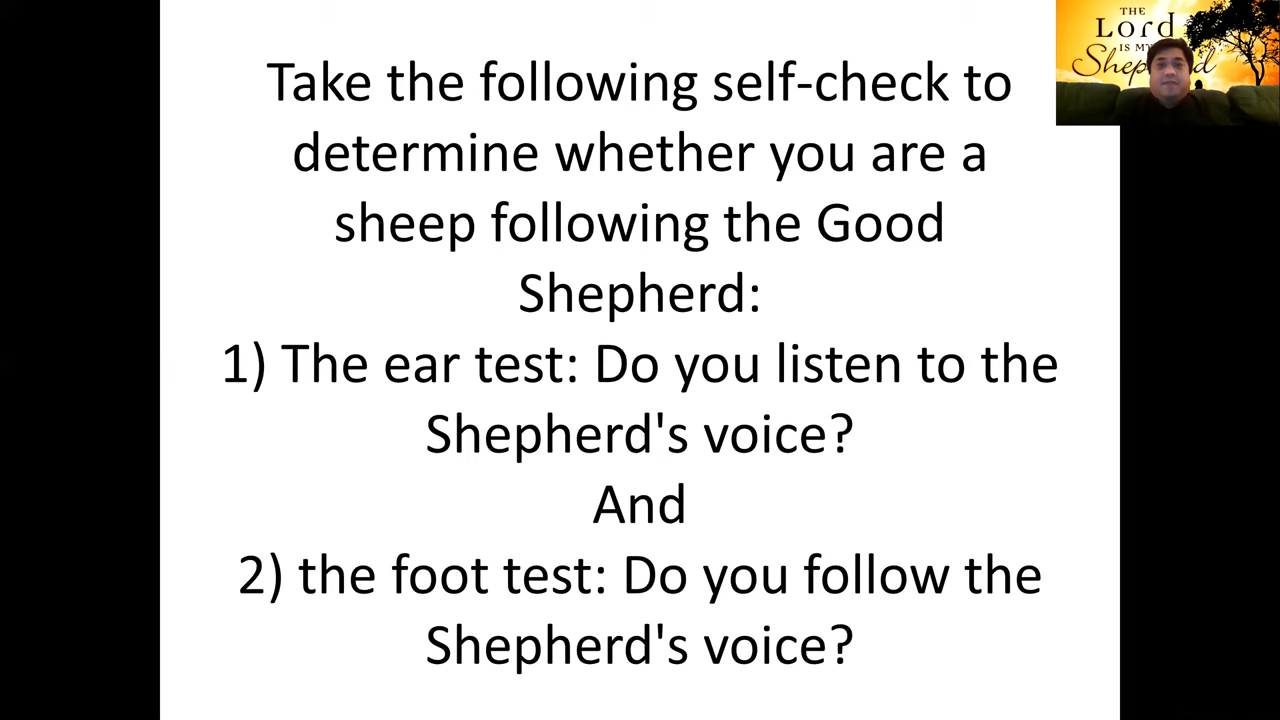 Take the following self-check to
determine whether you are a
sheep following the Good
Shepherd:
1) The ear test: Do you listen to the
Shepherd's voice?
And
2) the foot test: Do you follow the
Shepherd's voice?
THE
Lord
IS MY
Shepherd